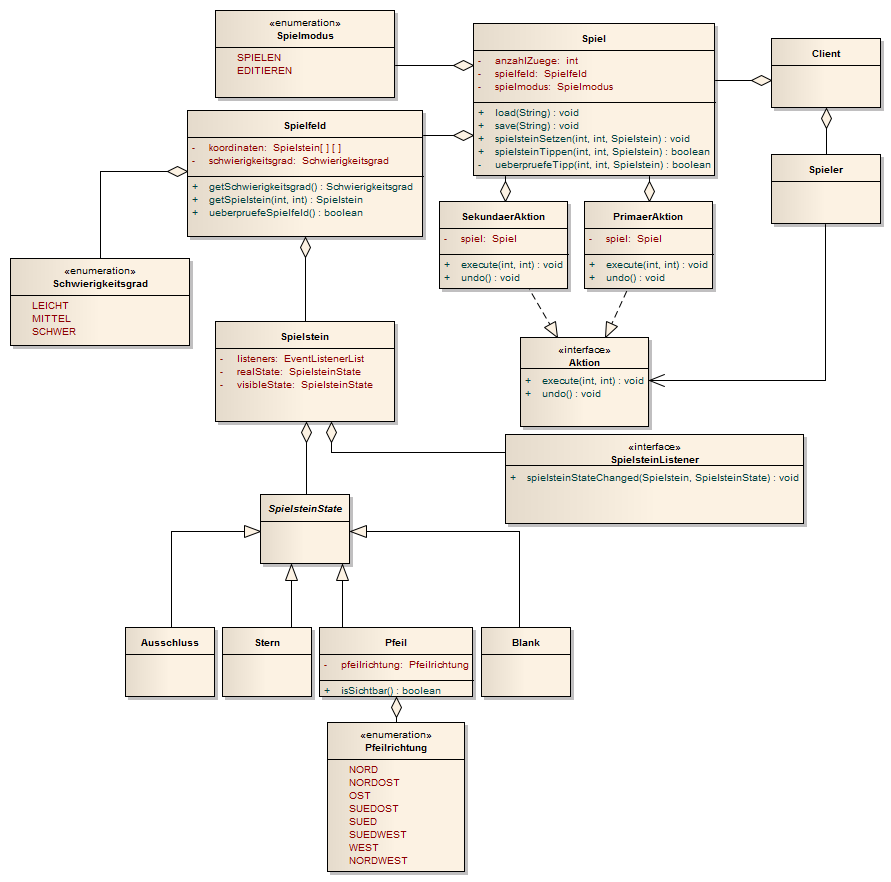 «enumeration»
Spielmodus
SPIELEN
EDITIEREN
Spiel
- anzahlZuege: int
- spielfeld: Spielfeld
- spielmodus: Spielmodus
+ load(String) : void
+ save(String) : void
+ spielsteinSetzen(int, int, Spielstein) : void
+ spielsteinTippen(int, int, Spielstein) : boolean
- ueberpruefeTipp(int, int, Spielstein) : boolean
Client
Spielfeld
- koordinaten: Spielstein[ ] [ ]
- schwierigkeitsgrad: Schwierigkeitsgrad
+ getSchwierigkeitsgrad() : Schwierigkeitsgrad
+ getSpielstein(int, int) : Spielstein
+ ueberpruefeSpielfeld() : boolean
Spieler
SekundaerAktion
- spiel: Spiel
+ execute(int, int) : void
+ undo() : void
PrimaerAktion
- spiel: Spiel
+ execute(int, int) : void
+ undo() : void
«enumeration»
Schwierigkeitsgrad
LEICHT
MITTEL
SCHWER
Spielstein
- listeners: EventListenerList
- realState: SpielsteinState
- visibleState: SpielsteinState
«interface»
Aktion
+ execute(int, int) : void
+ undo() : void
«interface»
SpielsteinListener
+ spielsteinStateChanged(Spielstein, SpielsteinState) : void
SpielsteinState
Ausschluss
Stern
Pfeil
- pfeilrichtung: Pfeilrichtung
+ isSichtbar() : boolean
Blank
«enumeration»
Pfeilrichtung
NORD
NORDOST
OST
SUEDOST
SUED
SUEDWEST
WEST
NORDWEST